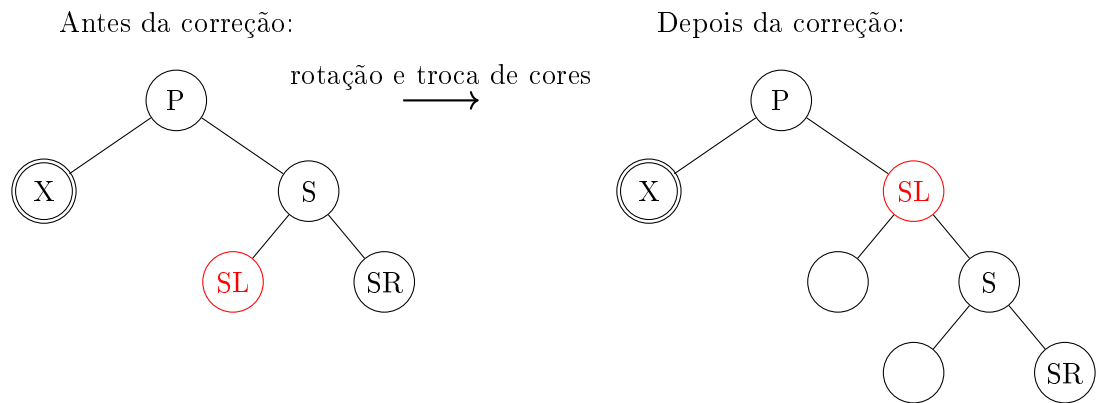 Antes da correção:
Depois da correção:
rotação e troca de cores
P
P
X
S
X
SL
SL
SR
S
SR